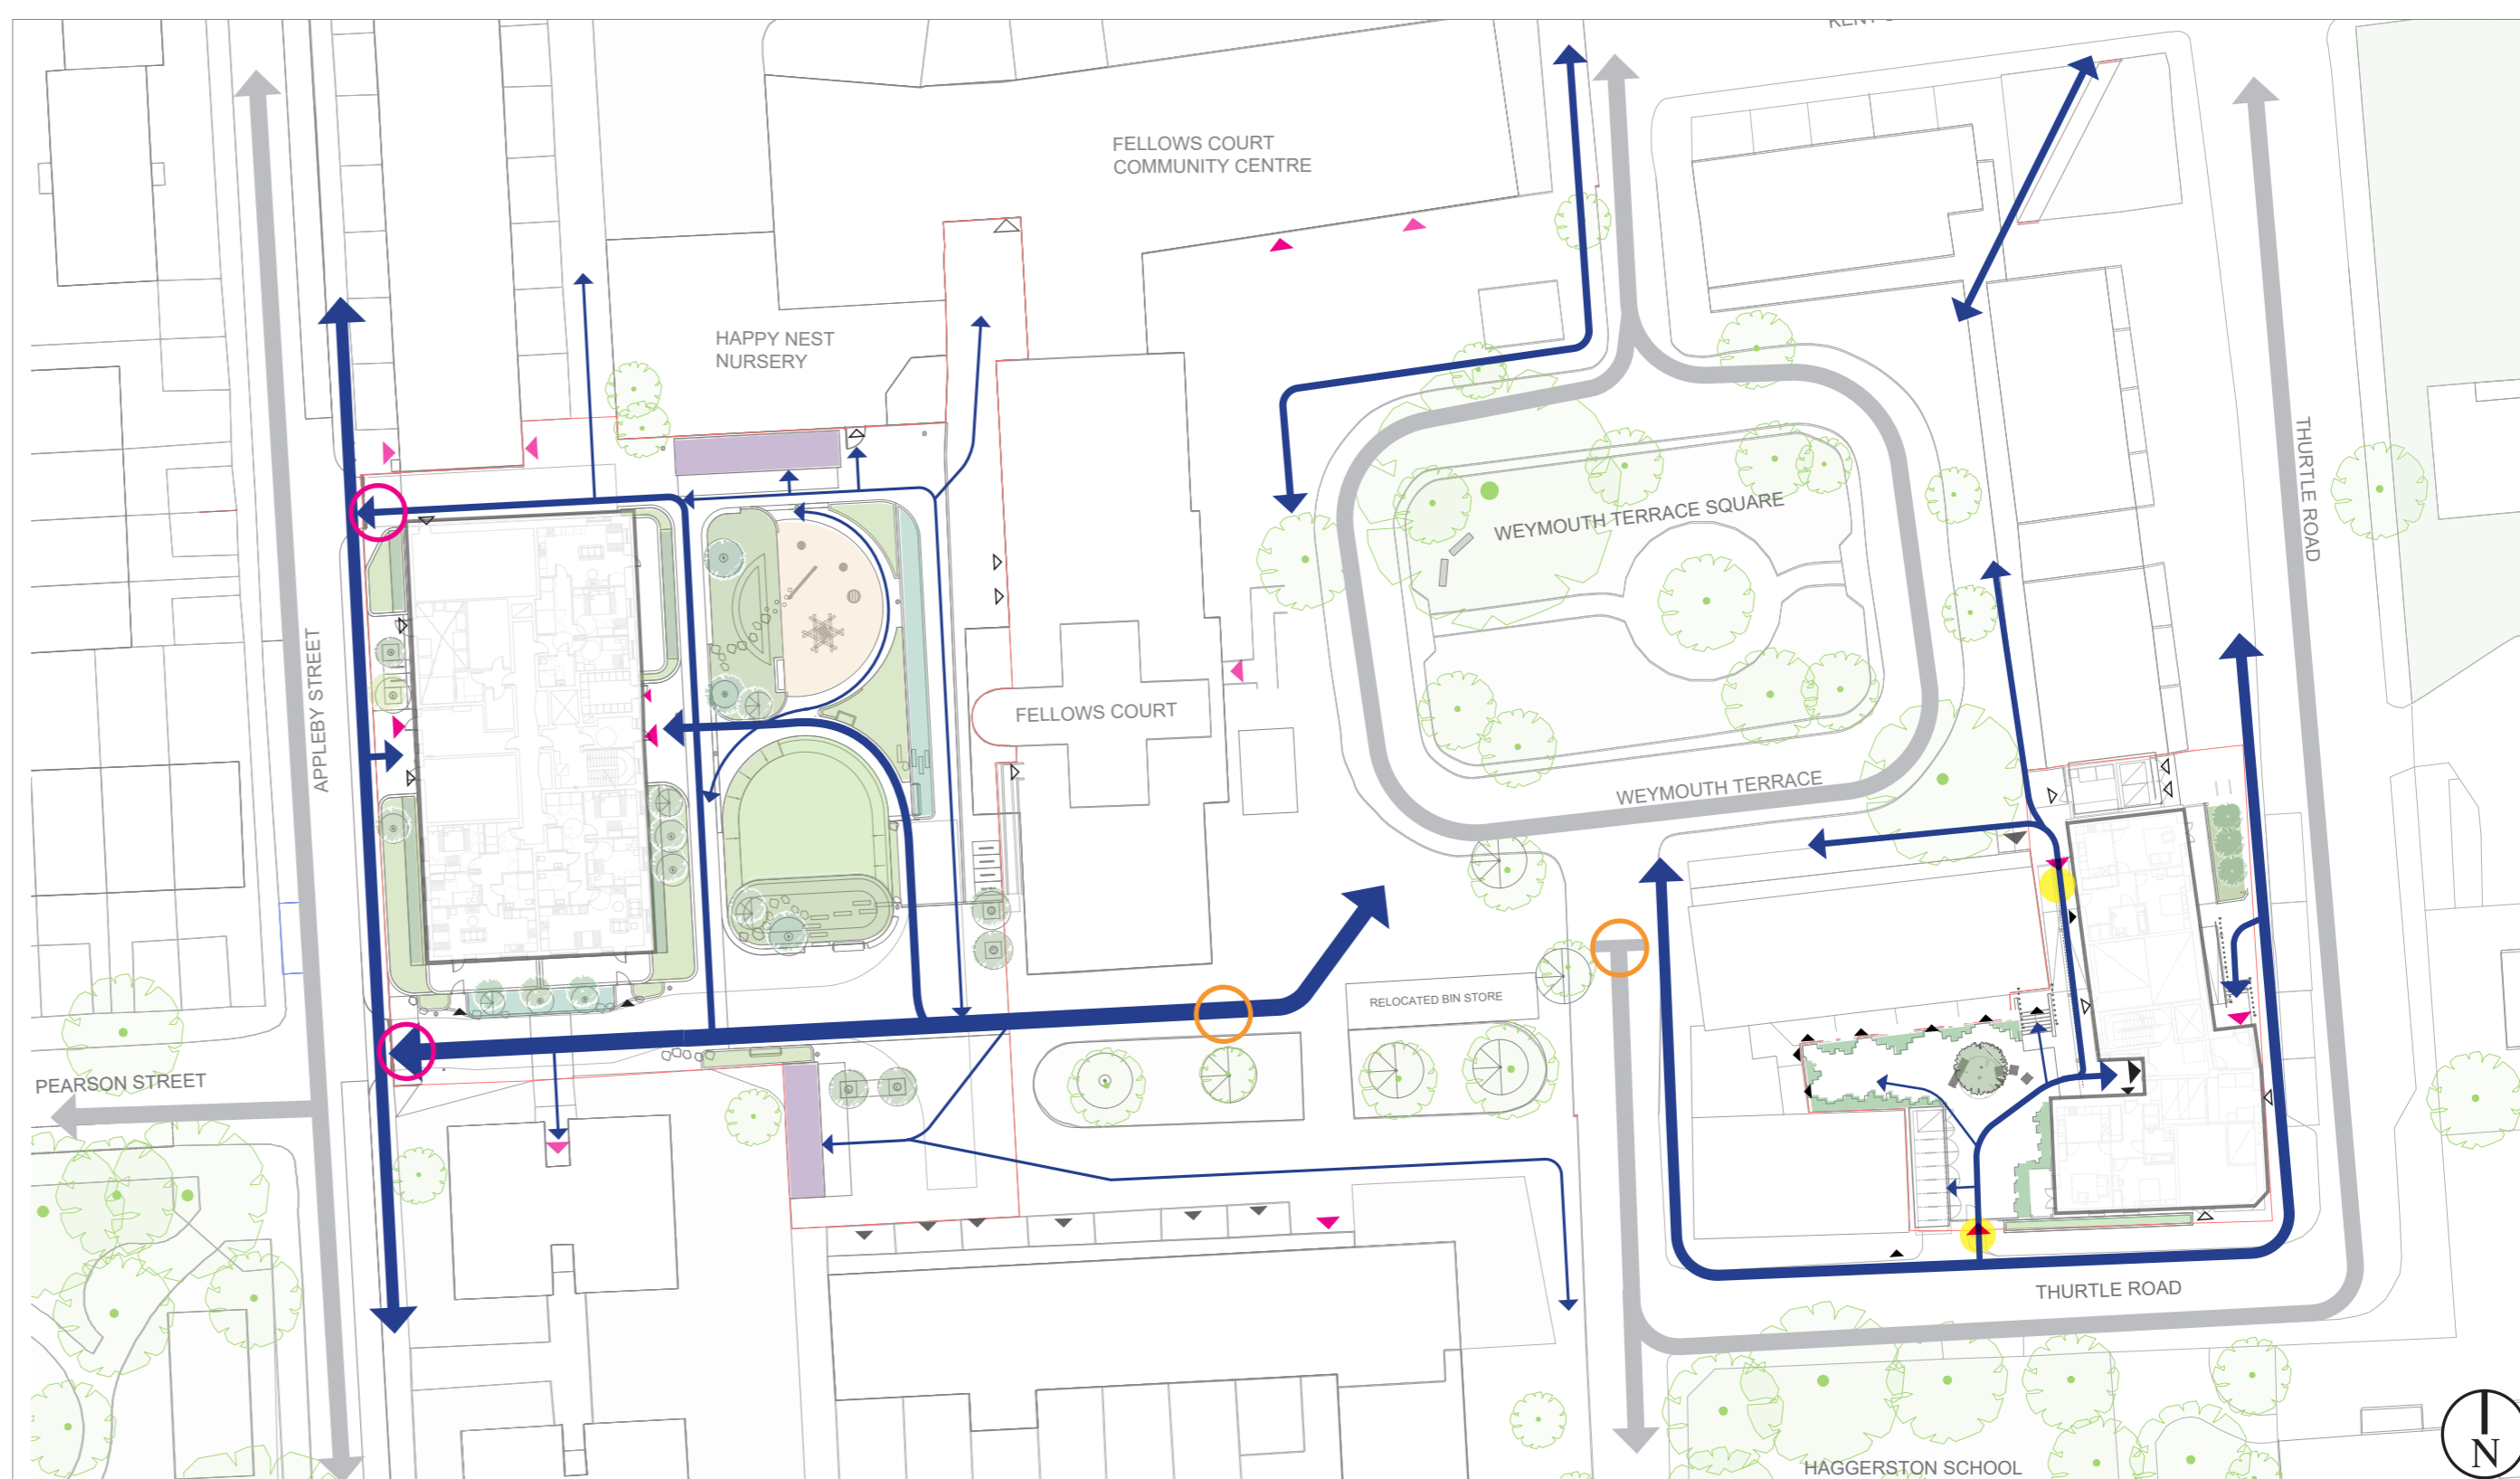 FELLOWS COURT
COMMUNITY CENTRE
HAPPY NEST
NURSERY
THURTLE ROAD
WEYMOUTH TERRACE SQUARE
APPLEBY STREET
FELLOWS COURT
WEYMOUTH TERRACE
RELOCATED BIN STORE
PEARSON STREET
THURTLE ROAD
HAGGERSTON SCHOOL
N